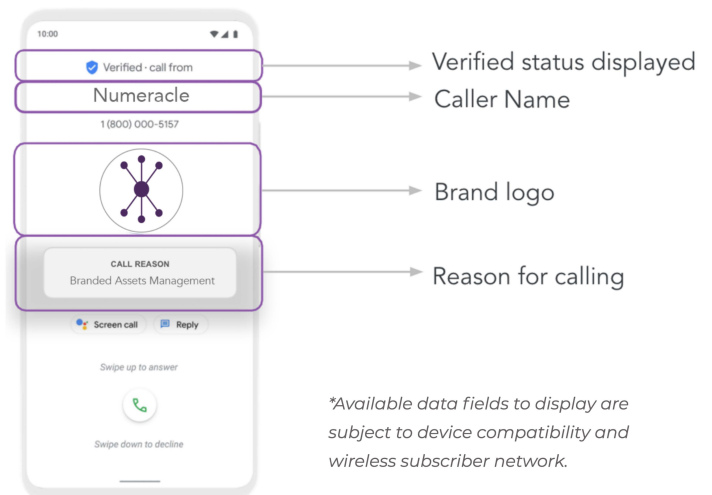 10:00
Verified · call from
Verified status displayed
Numeracle
Caller Name
1 (800) 000-5157
Brand logo
CALL REASON
Branded Assets Management
Reason for calling
Screen call
Reply
Swipe up to answer
Swipe down to decline
*Available data fields to display are
subject to device compatibility and
wireless subscriber network.